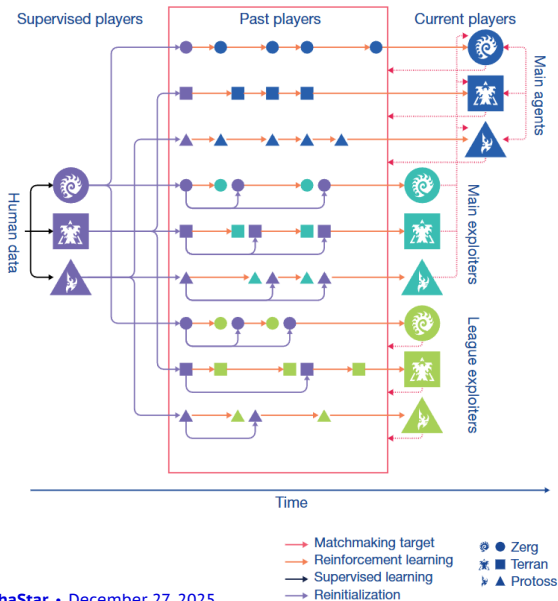 Supervised players
Past players
Current players
Human data
Main agents
Main exploiters
League exploiters
Time
Matchmaking target
Reinforcement learning
Supervised learning
Reinitialization
Zerg
Terran
Protoss
haStar • December 27, 2025